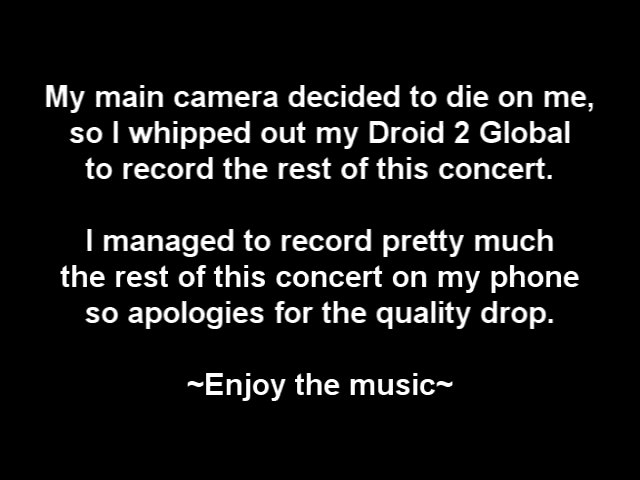 My main camera decided to die on me,
so I whipped out my Droid 2 Global
to record the rest of this concert.
I managed to record pretty much
the rest of this concert on my phone
so apologies for the quality drop.
~Enjoy the music~